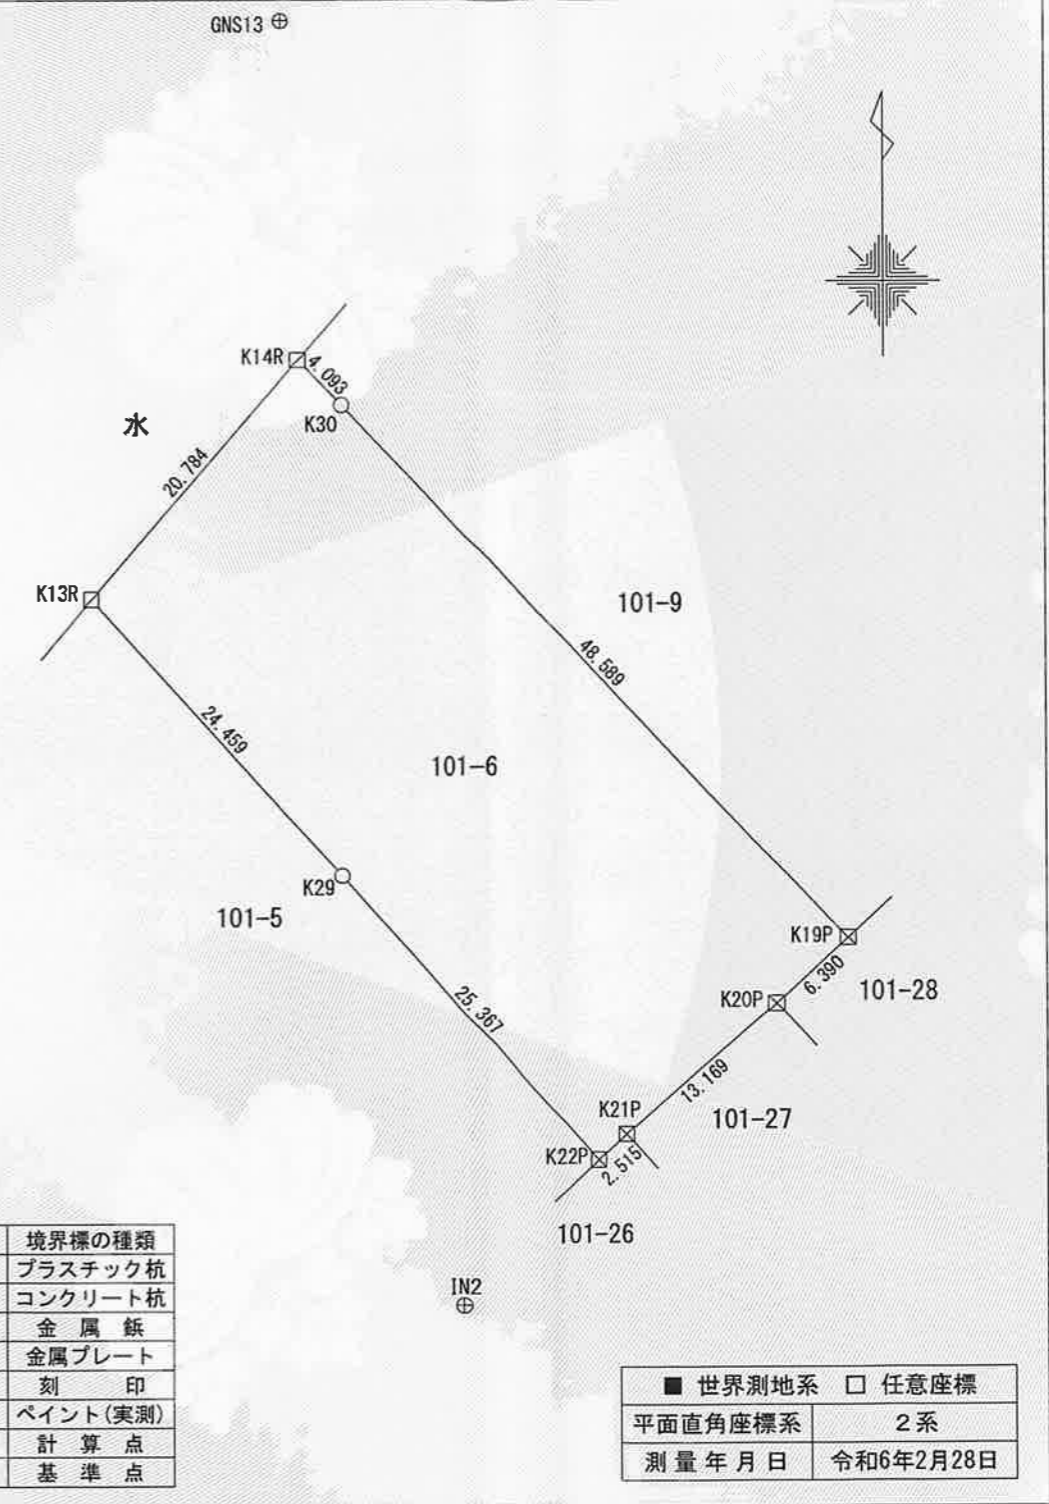 GNS13
K14R
4.093
K30
水
20.784
K13R
101-9
48.589
24.459
101-6
K29
101-5
K19P
6.390
K20P
101-28
25.367
13.169
K21P
101-27
K22P
2.515
101-26
IN2
境界標の種類
プラスチック杭
コンクリート杭
金 属 鋲
金属プレート
刻 印
ペイント(実測)
計 算 点
基 準 点
■ 世界測地系 □ 任意座標
平面直角座標系 2系
測量年月日 令和6年2月28日